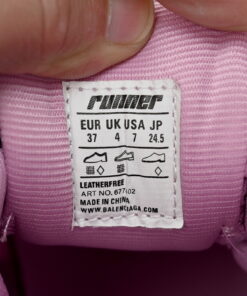 runner
EUR UK USA JP
37 4 7 24.5
LEATHERFREE
ART NO. 677402
MADE IN CHINA
WWW.BALENCIAGA.COM